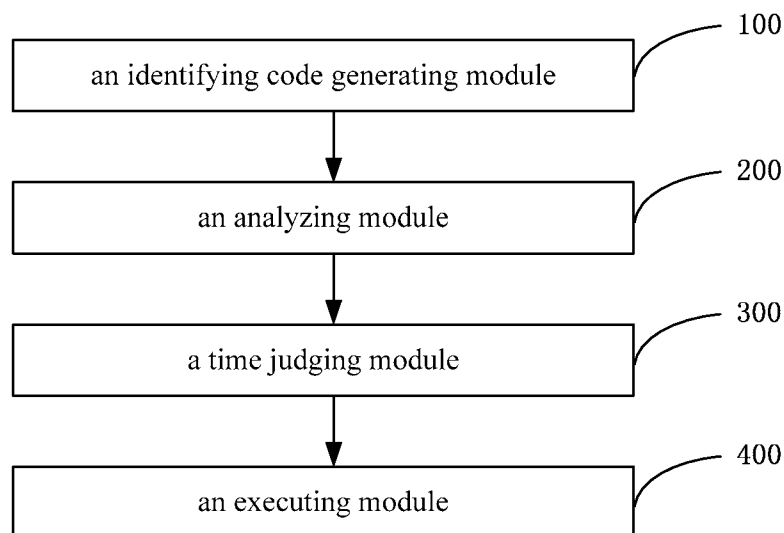 100
an identifying code generating module
200
an analyzing module
300
a time judging module
400
an executing module